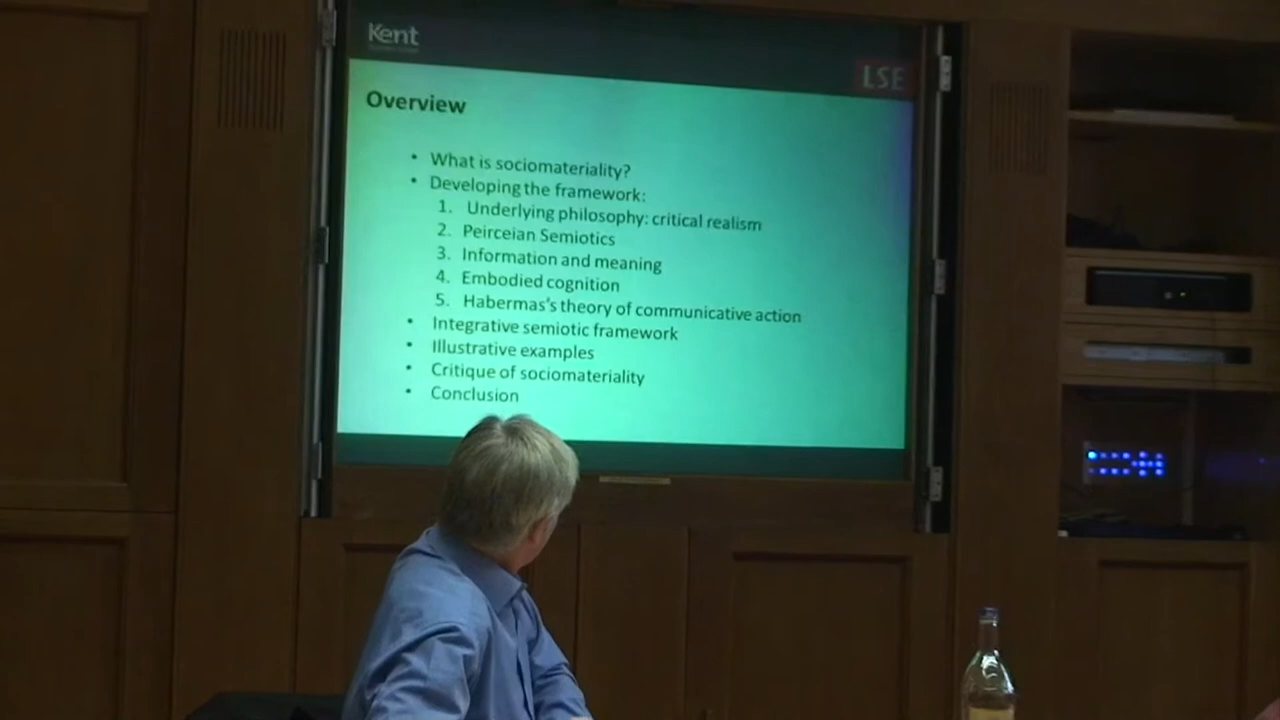 Kent
LSE
Overview
• What is sociomateriality?
• Developing the framework:
1. Underlying philosophy: critical realism
2. Peirceian Semiotics
3. Information and meaning
4. Embodied cognition
5. Habermas's theory of communicative action
• Integrative semiotic framework
• Illustrative examples
• Critique of sociomateriality
• Conclusion